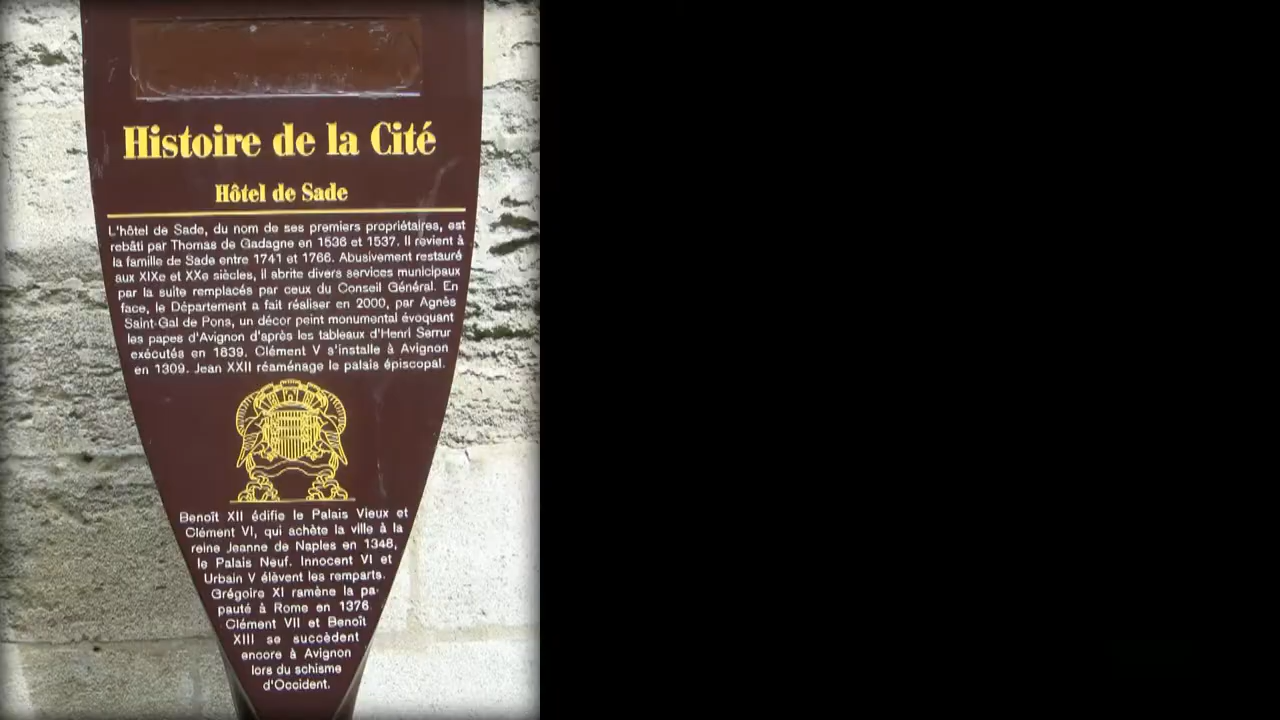 Histoire de la Cité
Hôtel de Sade
L'hôtel de Sade, du nom de ses premiers propriétaires, est
rebâti par Thomas de Gadagne en 1536 et 1537. Il revient à
la famille de Sade entre 1741 et 1766. Abusivement restauré
aux XIXe et XXe siècles, il abrite divers services municipaux
par la suite remplacés par ceux du Conseil Général. En
face, le Département a fait réaliser en 2000, par Agnès
Saint-Gal de Pons, un décor peint monumental évoquant
les papes d'Avignon d'après les tableaux d'Henri Serrur
exécutés en 1839. Clément V s'installe à Avignon
en 1309. Jean XXII réaménage le palais épiscopal.
Benoît XII édifie le Palais Vieux et
Clément VI, qui achète la ville à la
reine Jeanne de Naples en 1348,
le Palais Neuf. Innocent VI et
Urbain V élèvent les remparts.
Grégoire XI ramène la pa-
pauté à Rome en 1376.
Clément VII et Benoît
XIII se succèdent
encore à Avignon
lors du schisme
d'Occident.